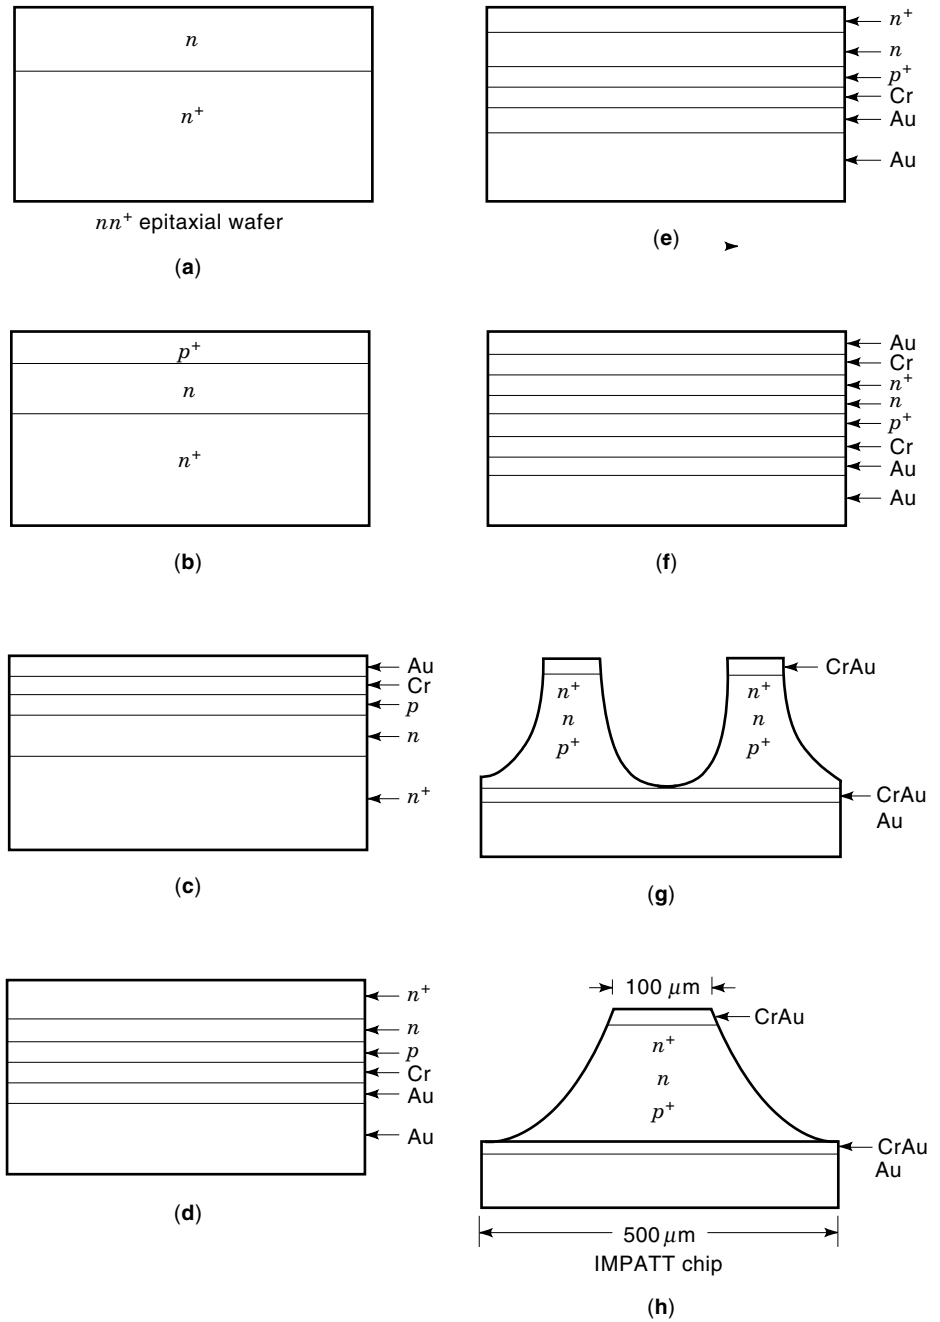 n
n⁺
nn⁺ epitaxial wafer
(a)
p⁺
n
n⁺
(b)
Au
Cr
p
n
n⁺
(c)
n⁺
n
p
Cr
Au
Au
(d)
n⁺
n
p⁺
Cr
Au
Au
(e)
Au
Cr
n⁺
n
p⁺
Cr
Au
Au
(f)
CrAu
n⁺ n⁺
n n
p⁺ p⁺
CrAu
Au
(g)
100 μm
CrAu
n⁺
n
p⁺
CrAu
Au
500 μm
IMPATT chip
(h)